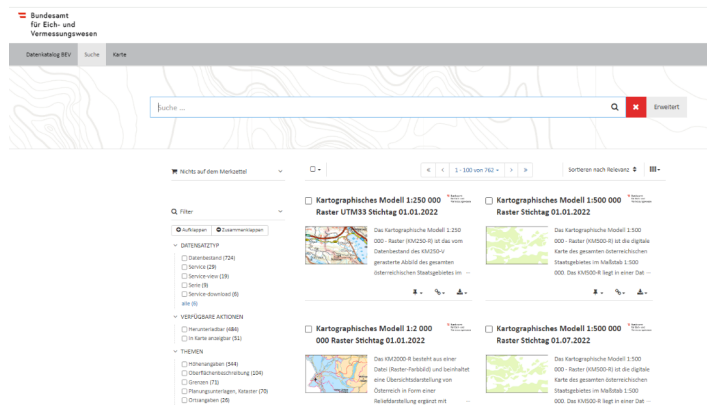 Bundesamt
für Eich- und
Vermessungswesen
Datenkatalog BEV Suche Karte
Suche ...
Erweitert
Nichts auf dem Merkzettel
1 - 100 von 762
Sortieren nach Relevanz
Filter
Aufklappen Zusammenklappen
DATENSATZTYP
Datenbestand (724)
Service (29)
Service-view (19)
Serie (9)
Service-download (6)
alle (6)
VERFÜGBARE AKTIONEN
Herunterladbar (484)
In Karte anzeigbar (31)
THEMEN
Höhenangaben (344)
Oberflächenbeschreibung (104)
Grenzen (71)
Planungsunterlagen, Kataster (70)
Ortsangaben (26)
Kartographisches Modell 1:250 000
Raster UTM33 Stichtag 01.01.2022
Das Kartographische Modell 1:250
000 - Raster (KM250-R) ist das vom
Datenbestand des KM250-V
gerasterte Abbild des gesamten
österreichischen Staatsgebietes im ...
Kartographisches Modell 1:500 000
Raster Stichtag 01.01.2022
Das Kartographische Modell 1:500
000 - Raster (KM500-R) ist die digitale
Karte des gesamten österreichischen
Staatsgebietes im Maßstab 1:500
000. Das KM500-R liegt in einer Dat ...
Kartographisches Modell 1:2 000
000 Raster Stichtag 01.01.2022
Das KM2000-R besteht aus einer
Datei (Raster-Farbbild) und beinhaltet
eine Übersichtsdarstellung von
Österreich in Form einer
Reliefdarstellung ergänzt mit ...
Kartographisches Modell 1:500 000
Raster Stichtag 01.07.2022
Das Kartographische Modell 1:500
000 - Raster (KM500-R) ist die digitale
Karte des gesamten österreichischen
Staatsgebietes im Maßstab 1:500
000. Das KM500-R liegt in einer Dat ...